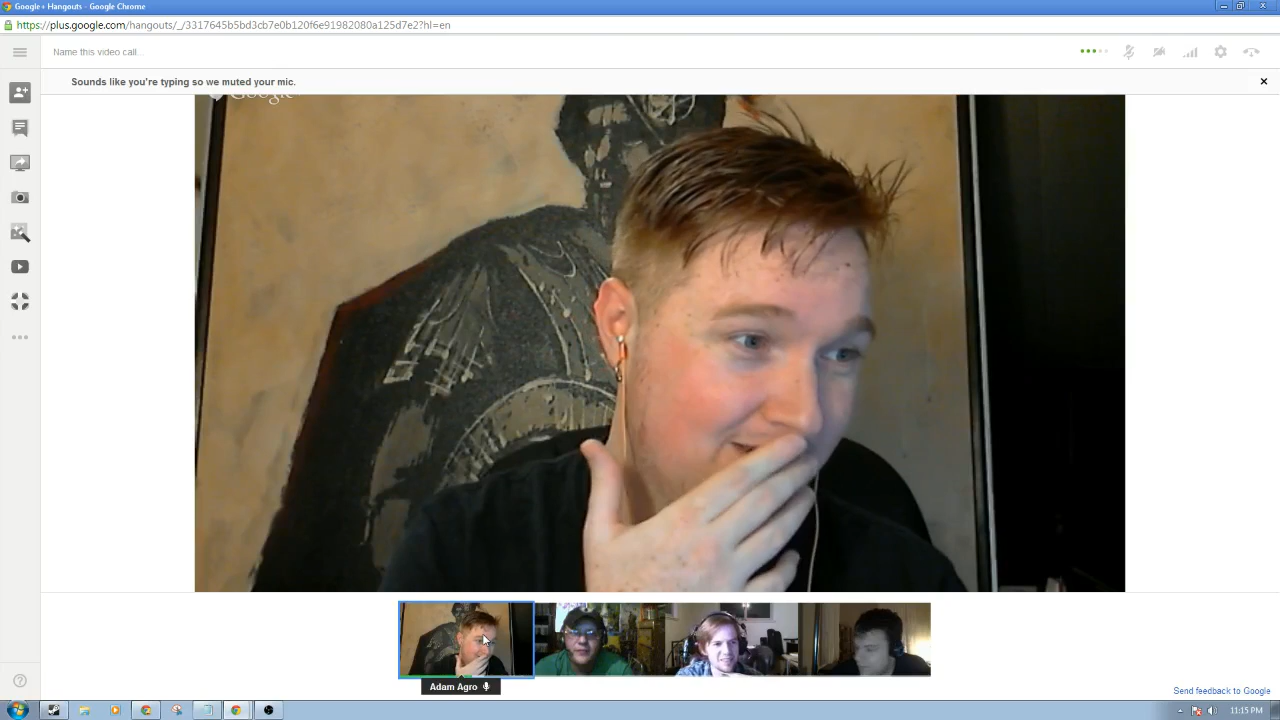 Google+ Hangouts - Google Chrome
https://plus.google.com/hangouts/_/3317645b5bd3cb7e0b120f6e91982080a125d7e2?hl=en
Name this video call...
Sounds like you're typing so we muted your mic.
Google
Adam Agro
Send feedback to Google
11:15 PM